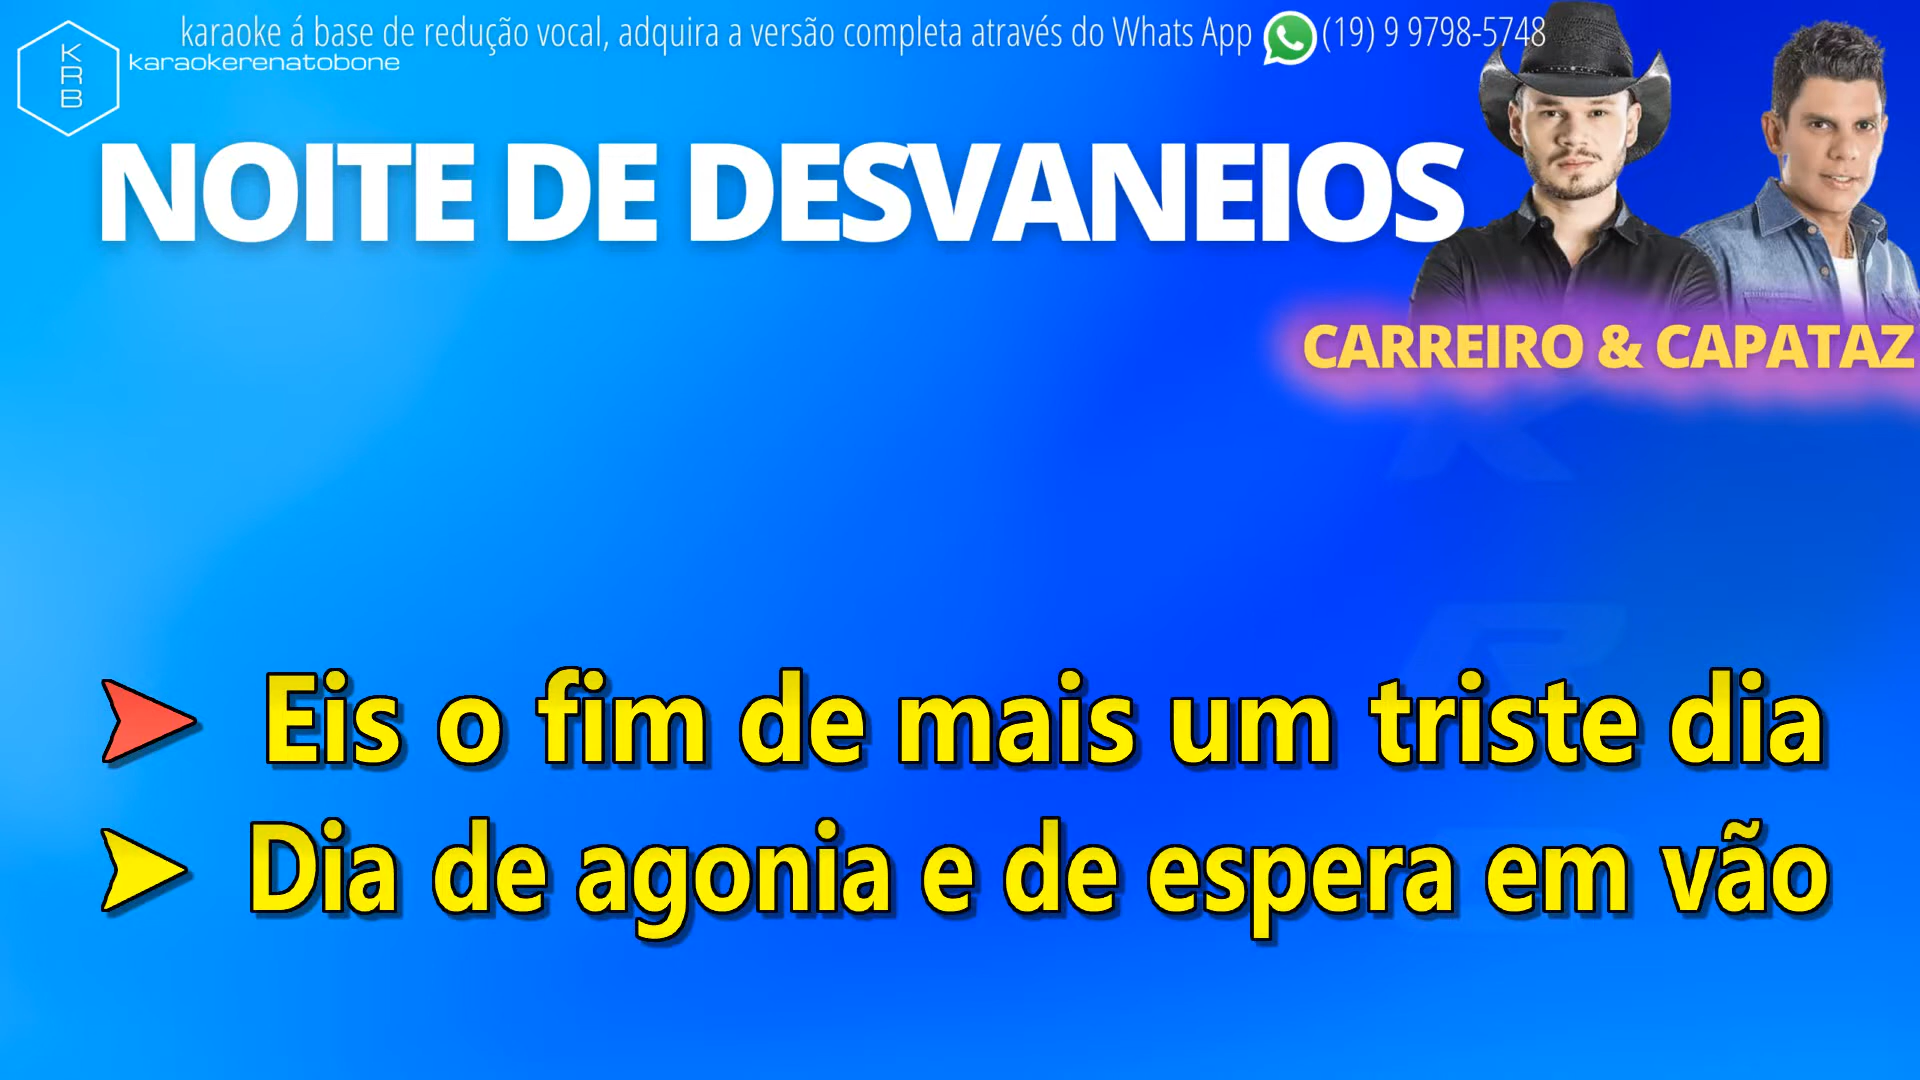 karaoke á base de redução vocal, adquira a versão completa através do Whats App (19) 9 9798-5748
KRB
karaokerenatobone
NOITE DE DESVANEIOS
CARREIRO & CAPATAZ
Eis o fim de mais um triste dia
Dia de agonia e de espera em vão